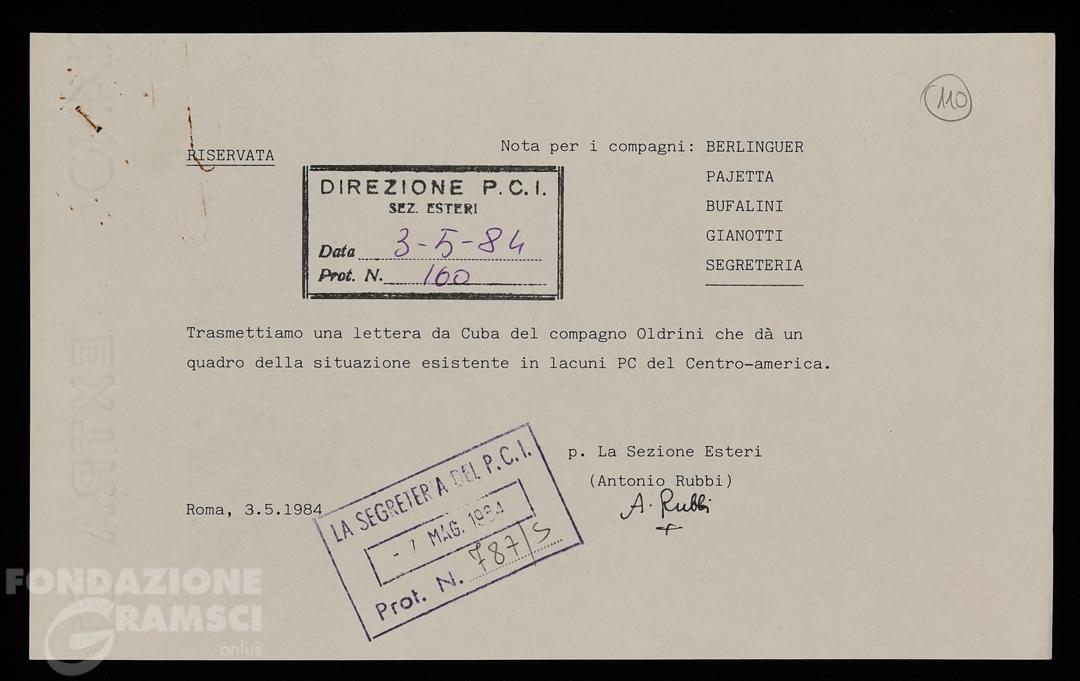 110
RISERVATA
Nota per i compagni: BERLINGUER
PAJETTA
BUFALINI
GIANOTTI
SEGRETERIA
DIREZIONE P.C.I.
SEZ. ESTERI
Data 3-5-84
Prot. N. 160
Trasmettiamo una lettera da Cuba del compagno Oldrini che dà un
quadro della situazione esistente in lacuni PC del Centro-america.
p. La Sezione Esteri
(Antonio Rubbi)
A. Rubbi
Roma, 3.5.1984
LA SEGRETERIA DEL P.C.I.
- 7 MAG. 1984
Prot. N. 787/S
FONDAZIONE
GRAMSCI
onlus